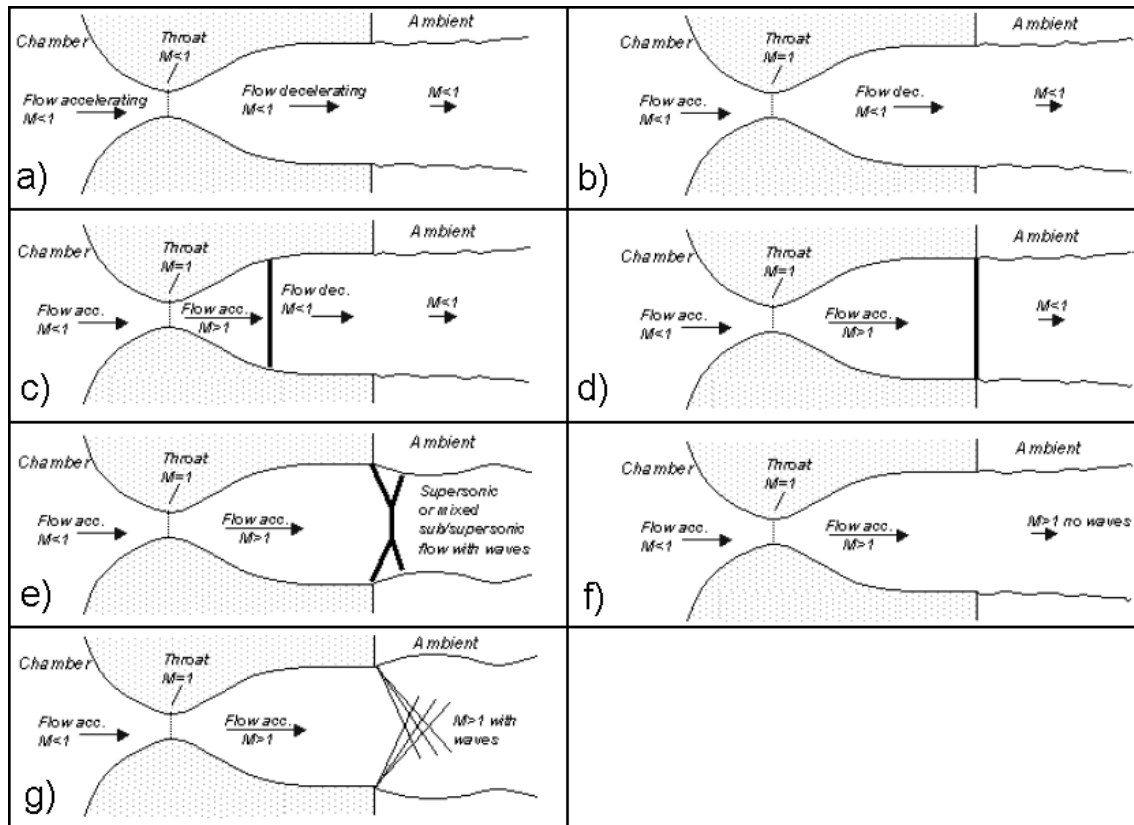 Ambient
Chamber
Throat
M<1
Flow accelerating
M<1
Flow decelerating
M<1
M<1
a)
Ambient
Chamber
Throat
M=1
Flow acc.
M<1
Flow dec.
M<1
M<1
b)
Ambient
Chamber
Throat
M=1
Flow acc.
M<1
Flow acc.
M>1
Flow dec.
M<1
M<1
c)
Ambient
Chamber
Throat
M=1
Flow acc.
M<1
Flow acc.
M>1
M<1
d)
Ambient
Chamber
Throat
M=1
Flow acc.
M<1
Flow acc.
M>1
Supersonic
or mixed
sub/supersonic
flow with waves
e)
Ambient
Chamber
Throat
M=1
Flow acc.
M<1
Flow acc.
M>1
M>1 no waves
f)
Ambient
Chamber
Throat
M=1
Flow acc.
M<1
Flow acc.
M>1
M>1 with
waves
g)